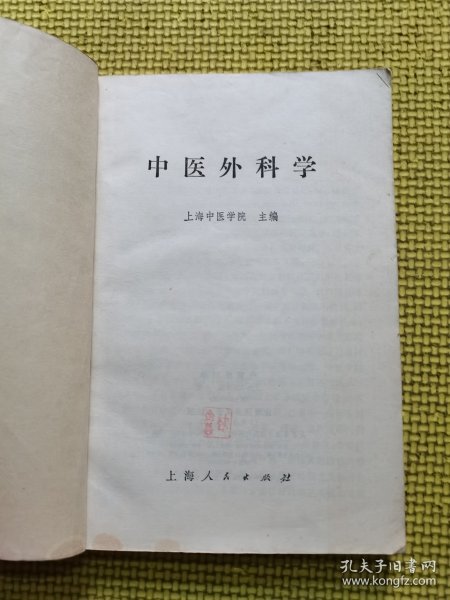 中医外科学
上海中医学院 主编
上海人民出版社
孔夫子旧书网
www.kongfz.com